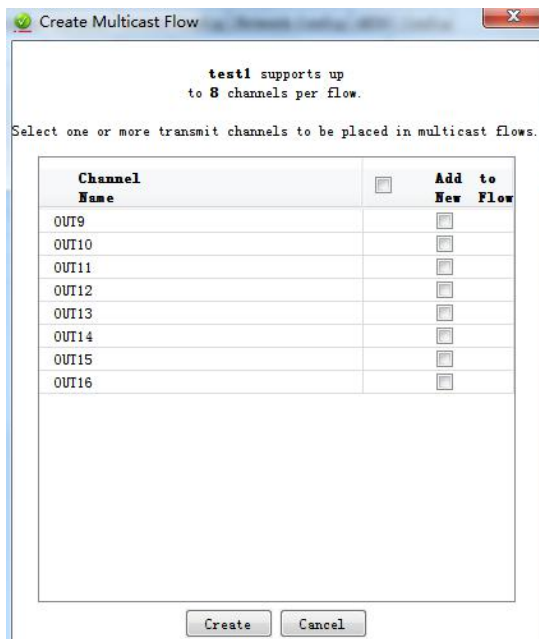 Create Multicast Flow
test1 supports up
to 8 channels per flow.
Select one or more transmit channels to be placed in multicast flows.
Channel Name
Add to New Flow
OUT9
OUT10
OUT11
OUT12
OUT13
OUT14
OUT15
OUT16
Create Cancel